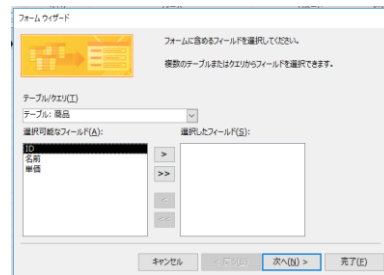 フォーム ウィザード
フォームに含めるフィールドを選択してください。
複数のテーブルまたはクエリからフィールドを選択できます。
テーブル/クエリ(T)
テーブル: 商品
選択可能なフィールド(A):
選択したフィールド(S):
ID
名前
単価
>
>>
<
<<
キャンセル
< 戻る(B)
次へ(N) >
完了(F)